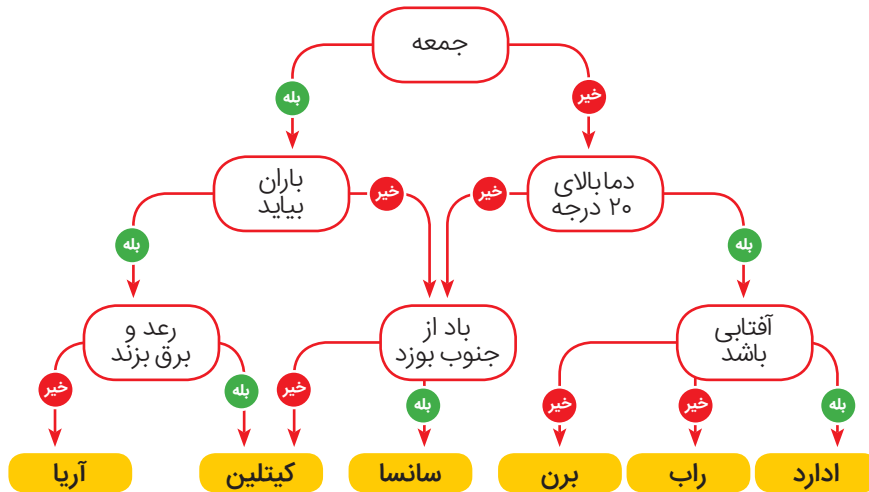 جمعه
بله
خیر
باران
بیاید
خیر
خیر
دما بالای
۲۰ درجه
بله
بله
رعد و
برق بزند
باد از
جنوب بوزد
آفتابی
باشد
خیر
بله
خیر
بله
خیر
خیر
بله
آریا
کیتلین
سانسا
برن
راب
ادارد